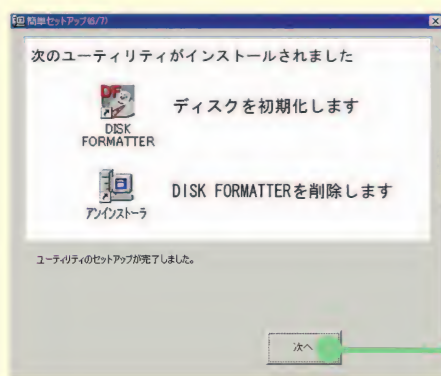 簡単セットアップ(6/7)
次のユーティリティがインストールされました
DF
DISK
FORMATTER
ディスクを初期化します
アンインストーラ
DISK FORMATTERを削除します
ユーティリティのセットアップが完了しました。
次へ